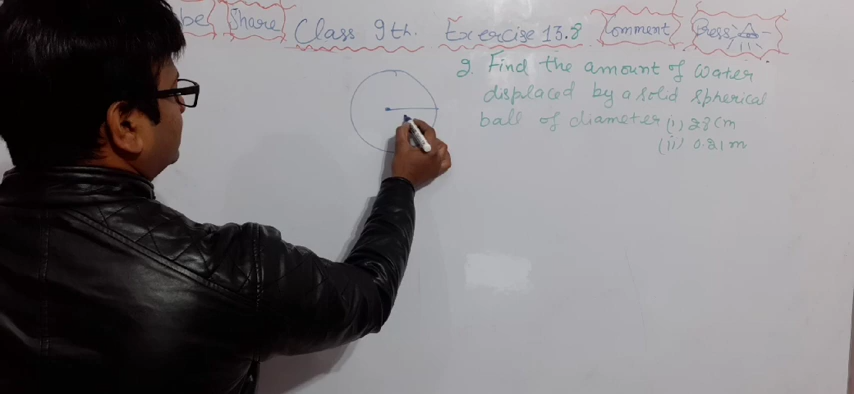 be Share Class 9th. Exercise 13.8 Comment Press
2. Find the amount of water
displaced by a solid spherical
ball of diameter (i) 28 cm
(ii) 0.21 m